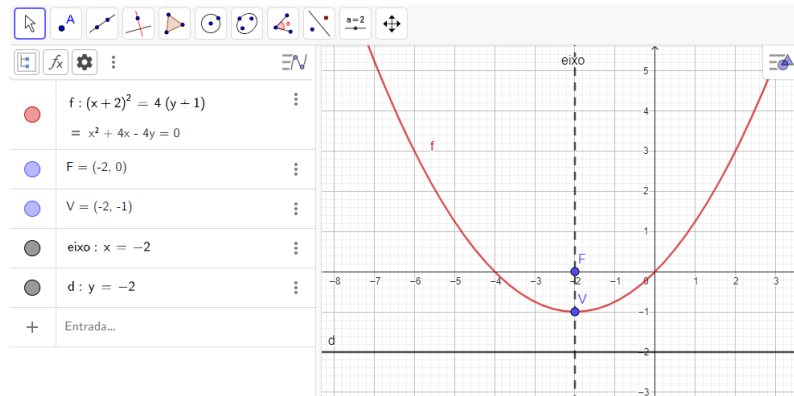 A
a=2
f : (x + 2)² = 4 (y + 1)
= x² + 4x - 4y = 0
F = (-2, 0)
V = (-2, -1)
eixo : x = −2
d : y = −2
+ Entrada...
eixo
5
4
f
3
2
1
F
−8 −7 −6 −5 −4 −3 −2 −1 0 1 2 3
V
−1
d
−2
−3